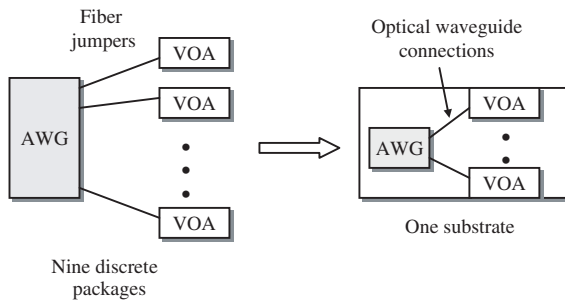 Fiber
jumpers
VOA
VOA
AWG
VOA
Nine discrete
packages
Optical waveguide
connections
VOA
AWG
VOA
One substrate